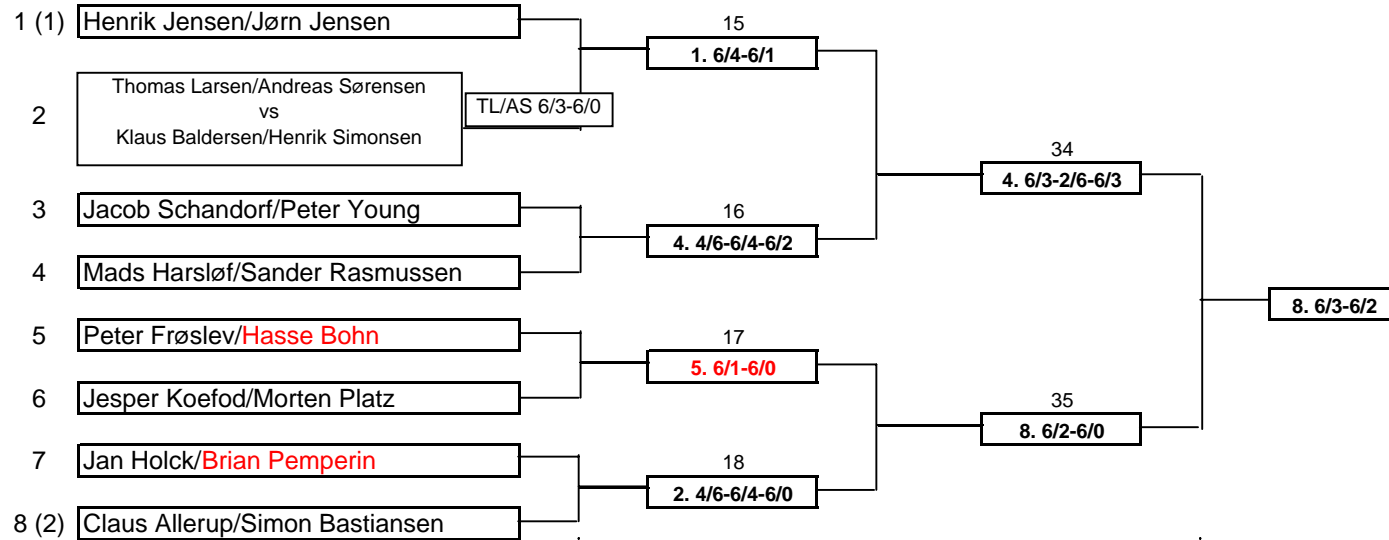 1 (1) Henrik Jensen/Jørn Jensen
15
1. 6/4-6/1
2
Thomas Larsen/Andreas Sørensen
vs
Klaus Baldersen/Henrik Simonsen
TL/AS 6/3-6/0
34
4. 6/3-2/6-6/3
3 Jacob Schandorf/Peter Young
16
4. 4/6-6/4-6/2
4 Mads Harsløf/Sander Rasmussen
8. 6/3-6/2
5 Peter Frøslev/Hasse Bohn
17
5. 6/1-6/0
6 Jesper Koefod/Morten Platz
35
8. 6/2-6/0
7 Jan Holck/Brian Pemperin
18
2. 4/6-6/4-6/0
8 (2) Claus Allerup/Simon Bastiansen